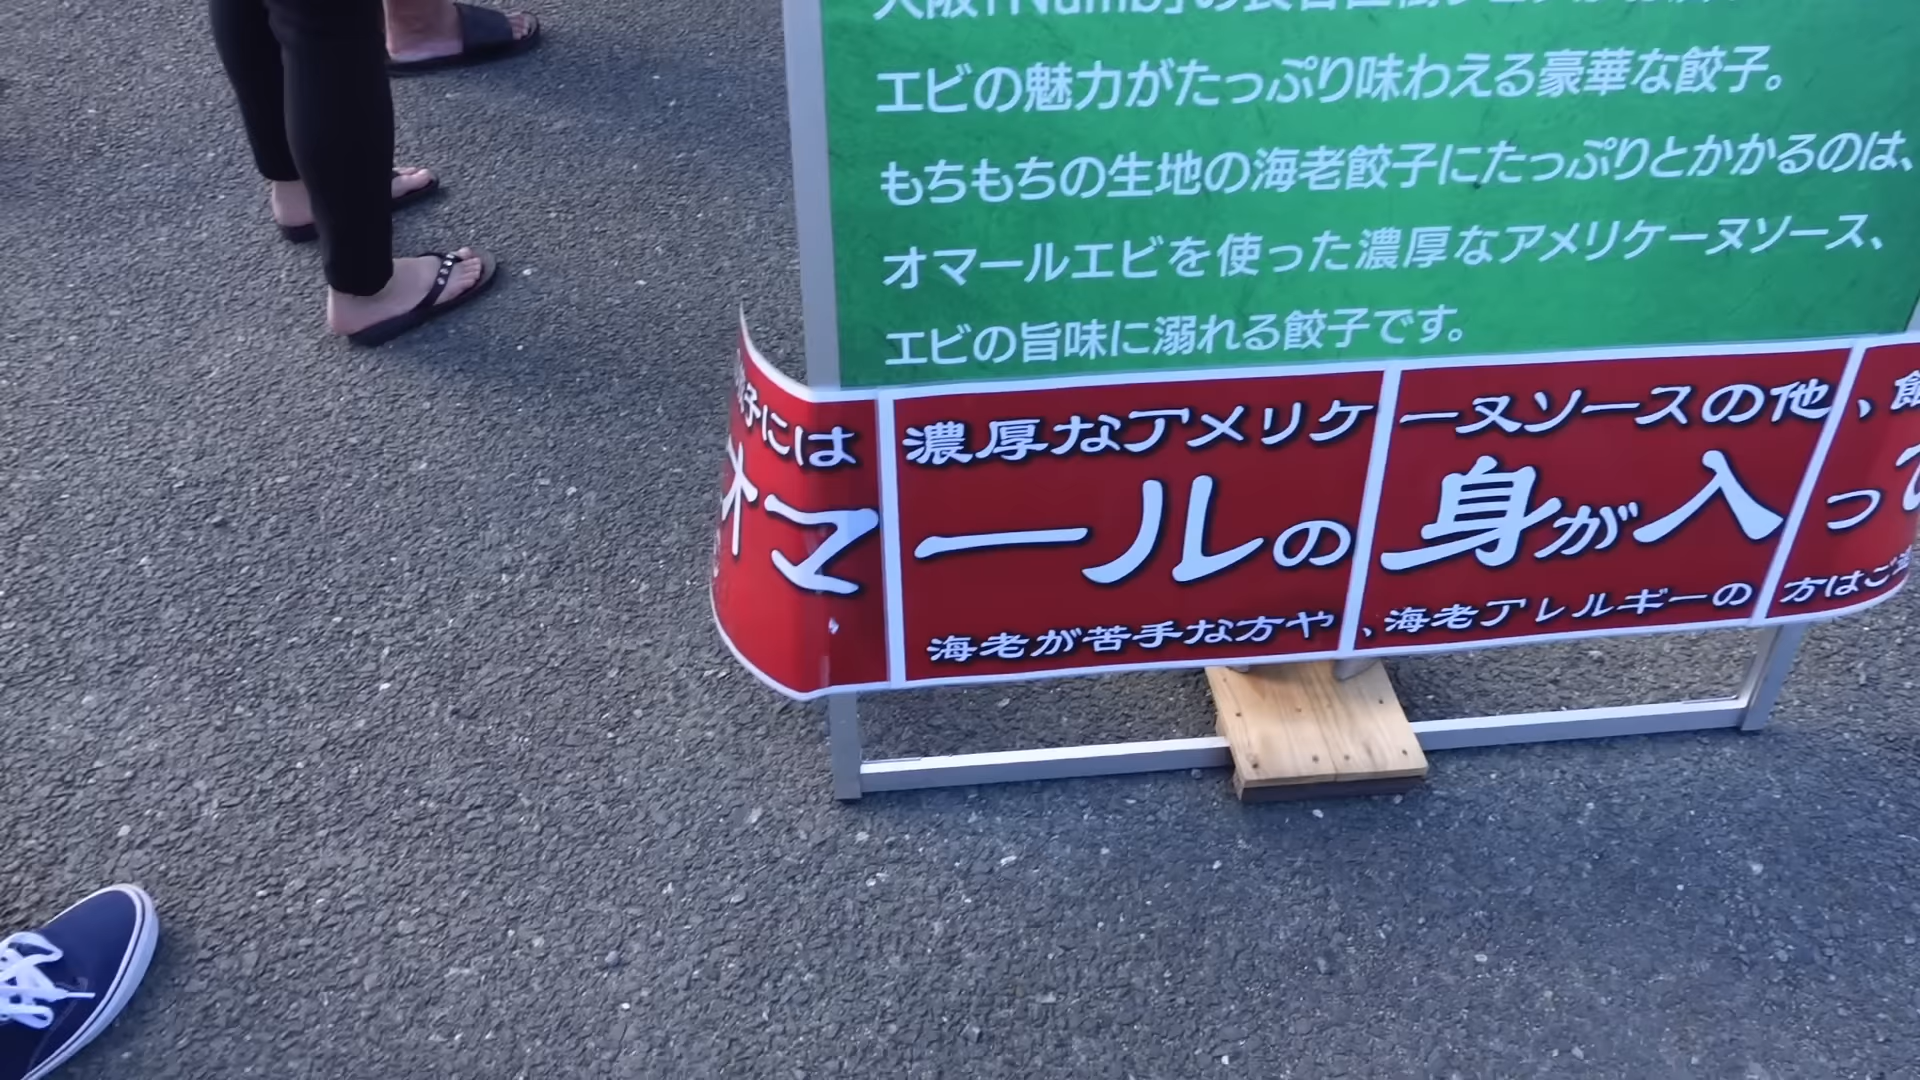 エビの魅力がたっぷり味わえる豪華な餃子。
もちもちの生地の海老餃子にたっぷりとかかるのは、
オマールエビを使った濃厚なアメリケーヌソース、
エビの旨味に溺れる餃子です。
餃子には濃厚なアメリケーヌソースの他、
オマールの身が入って
海老が苦手な方や、海老アレルギーの方はご